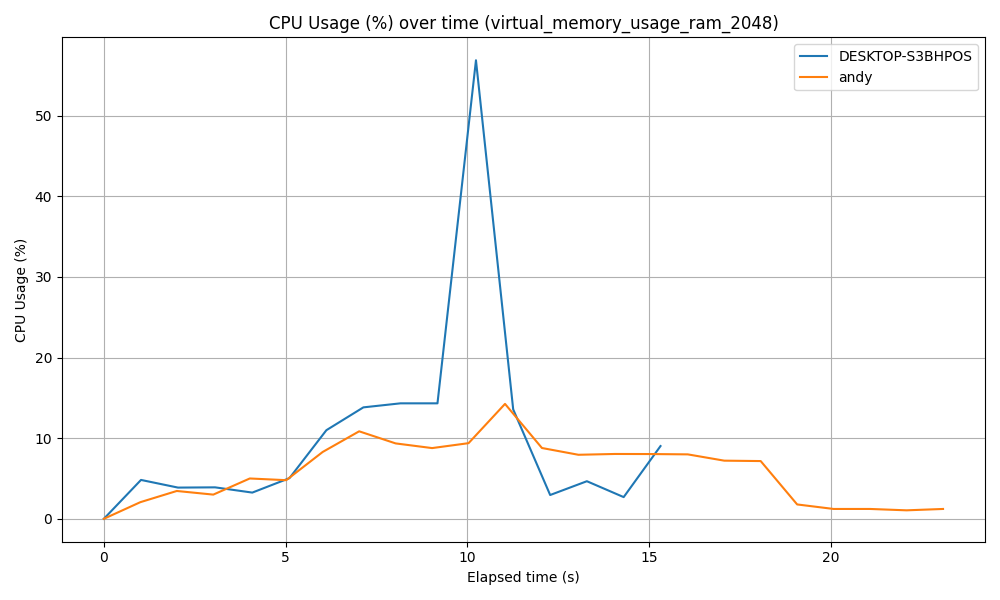 CPU Usage (%) over time (virtual_memory_usage_ram_2048)
DESKTOP-S3BHPOS
andy
CPU Usage (%)
50
40
30
20
10
0
0 5 10 15 20
Elapsed time (s)